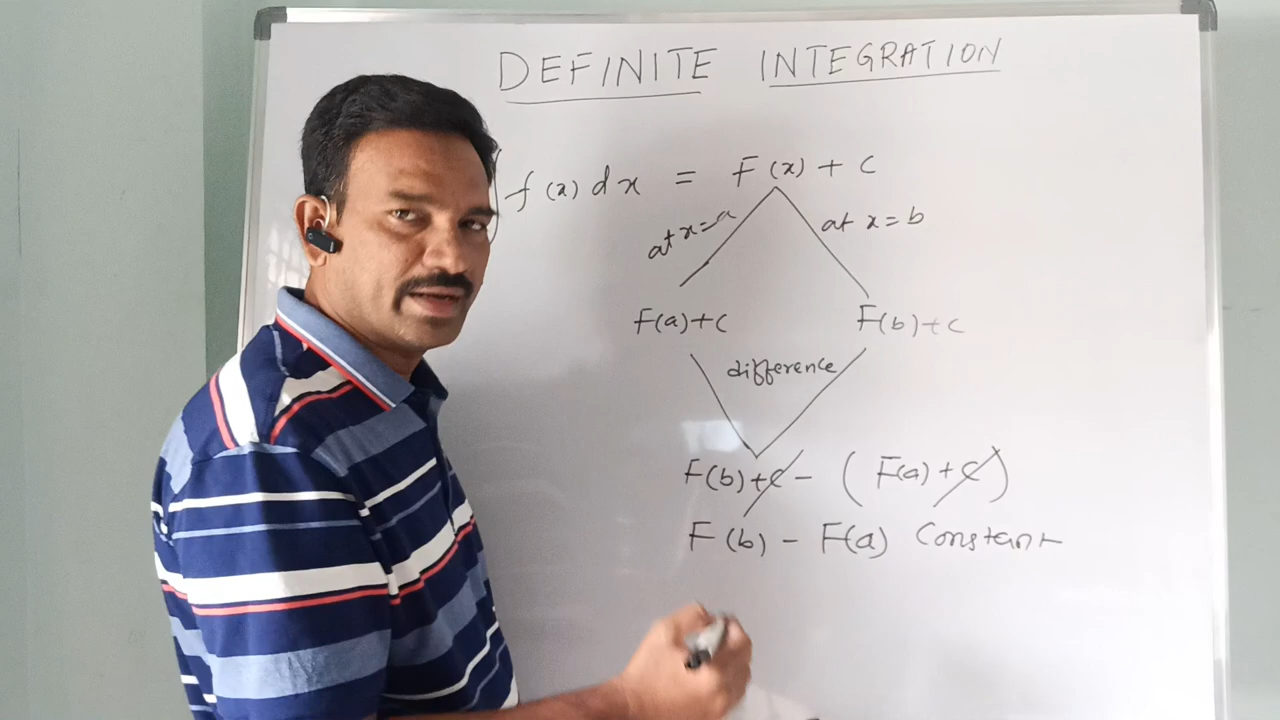 DEFINITE INTEGRATION
∫ f(x) dx = F(x) + C
at x=a at x=b
F(a)+C F(b)+C
difference
F(b)+C - (F(a)+C)
F(b) - F(a) Constant